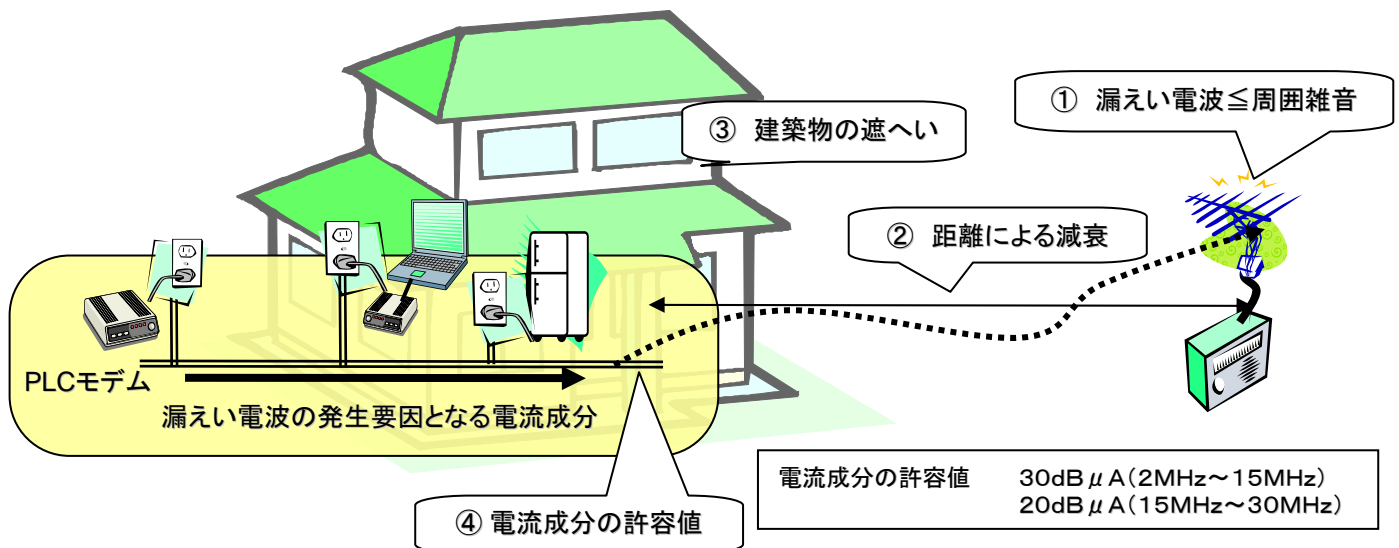 ① 漏えい電波≦周囲雑音
③ 建築物の遮へい
② 距離による減衰
PLCモデム
漏えい電波の発生要因となる電流成分
電流成分の許容値 30dBμA(2MHz~15MHz)
20dBμA(15MHz~30MHz)
④ 電流成分の許容値